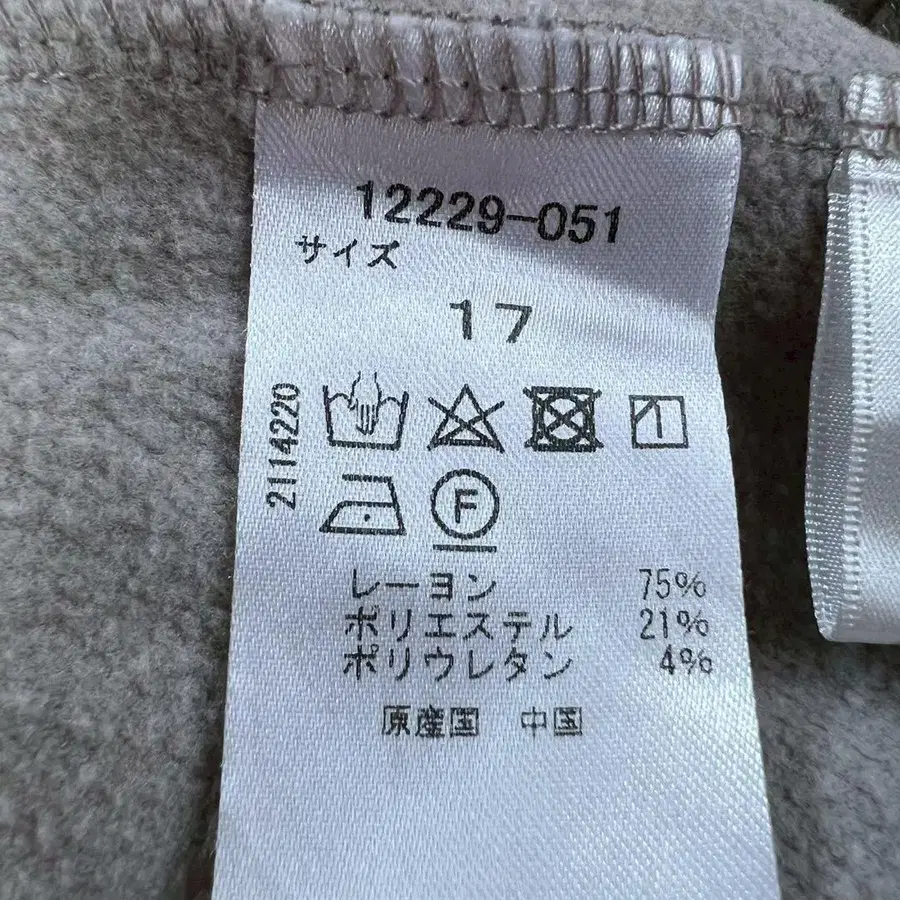 12229-051
サイズ
17
2114220
F
レーヨン 75%
ポリエステル 21%
ポリウレタン 4%
原産国 中国